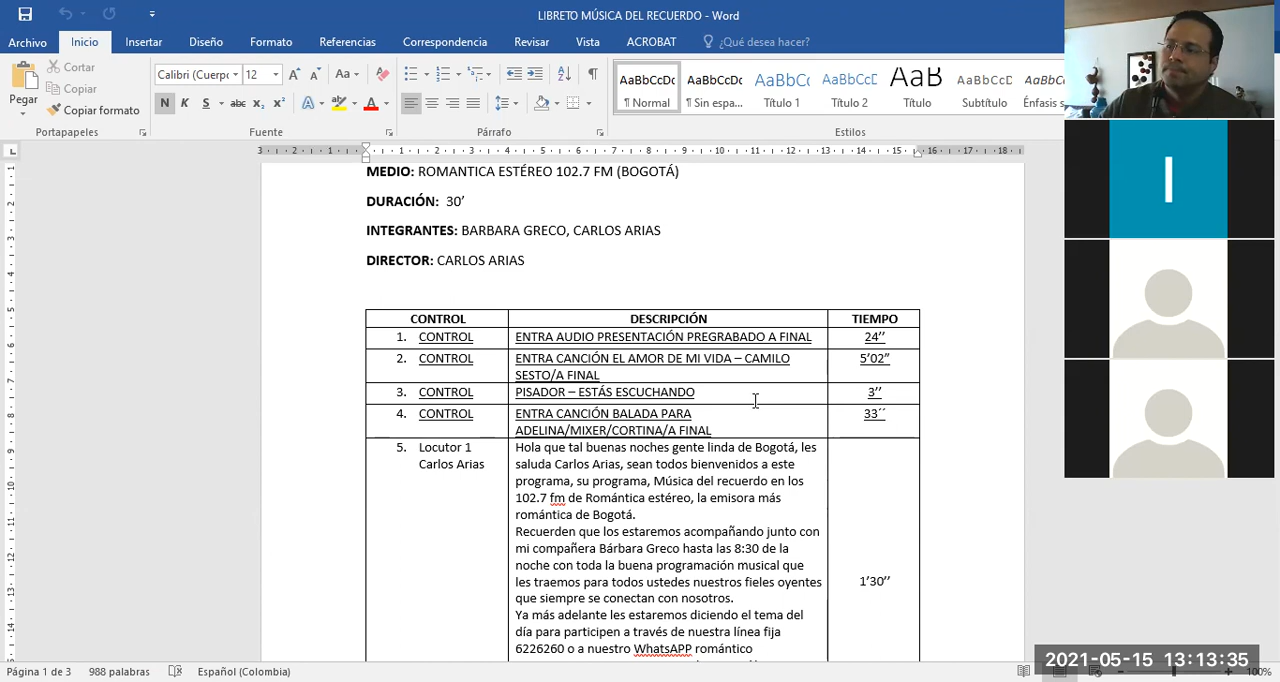 LIBRETO MÚSICA DEL RECUERDO - Word
Archivo Inicio Insertar Diseño Formato Referencias Correspondencia Revisar Vista ACROBAT ¿Qué desea hacer?
Cortar
Copiar
Copiar formato
Pegar
Portapapeles
Calibri (Cuerpo 12
N K S abc x₂ x²
Fuente
Párrafo
AaBbCcDc AaBbCcDc AaBbCc AaBbCcD AaB AaBbCcD AaBbCcDc
¶ Normal ¶ Sin espa... Título 1 Título 2 Título Subtítulo Énfasis s
Estilos
MEDIO: ROMANTICA ESTÉREO 102.7 FM (BOGOTÁ)
DURACIÓN: 30’
INTEGRANTES: BARBARA GRECO, CARLOS ARIAS
DIRECTOR: CARLOS ARIAS
CONTROL DESCRIPCIÓN TIEMPO
1. CONTROL ENTRA AUDIO PRESENTACIÓN PREGRABADO A FINAL 24’’
2. CONTROL ENTRA CANCIÓN EL AMOR DE MI VIDA – CAMILO 5’02”
SESTO/A FINAL
3. CONTROL PISADOR – ESTÁS ESCUCHANDO 3’’
4. CONTROL ENTRA CANCIÓN BALADA PARA 33´´
ADELINA/MIXER/CORTINA/A FINAL
5. Locutor 1 Hola que tal buenas noches gente linda de Bogotá, les
Carlos Arias saluda Carlos Arias, sean todos bienvenidos a este
programa, su programa, Música del recuerdo en los
102.7 fm de Romántica estéreo, la emisora más
romántica de Bogotá.
Recuerden que los estaremos acompañando junto con
mi compañera Bárbara Greco hasta las 8:30 de la
noche con toda la buena programación musical que
les traemos para todos ustedes nuestros fieles oyentes 1’30’’
que siempre se conectan con nosotros.
Ya más adelante les estaremos diciendo el tema del
día para participen a través de nuestra línea fija
6226260 o a nuestro WhatsAPP romántico
I
Página 1 de 3 988 palabras Español (Colombia) 100%
2021-05-15 13:13:35